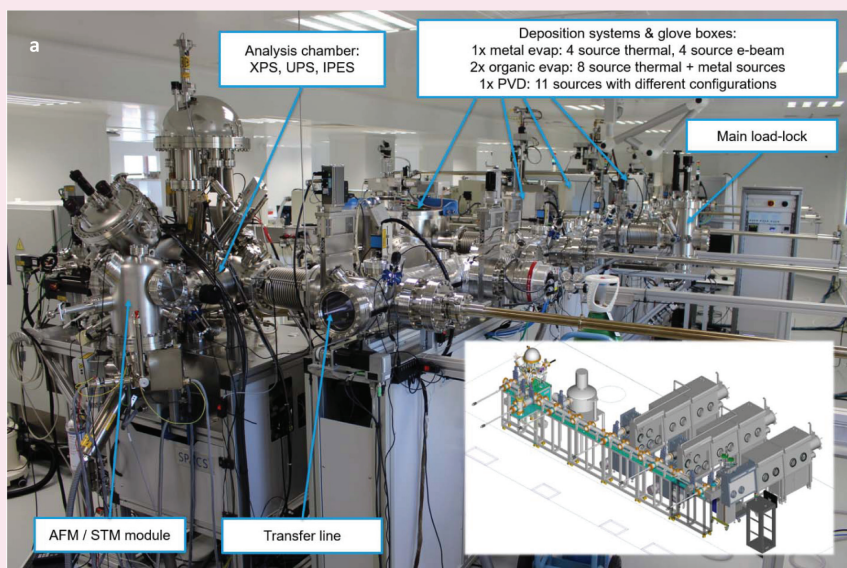 a
Analysis chamber:
XPS, UPS, IPES
Deposition systems & glove boxes:
1x metal evap: 4 source thermal, 4 source e-beam
2x organic evap: 8 source thermal + metal sources
1x PVD: 11 sources with different configurations
Main load-lock
SPECS
AFM / STM module
Transfer line